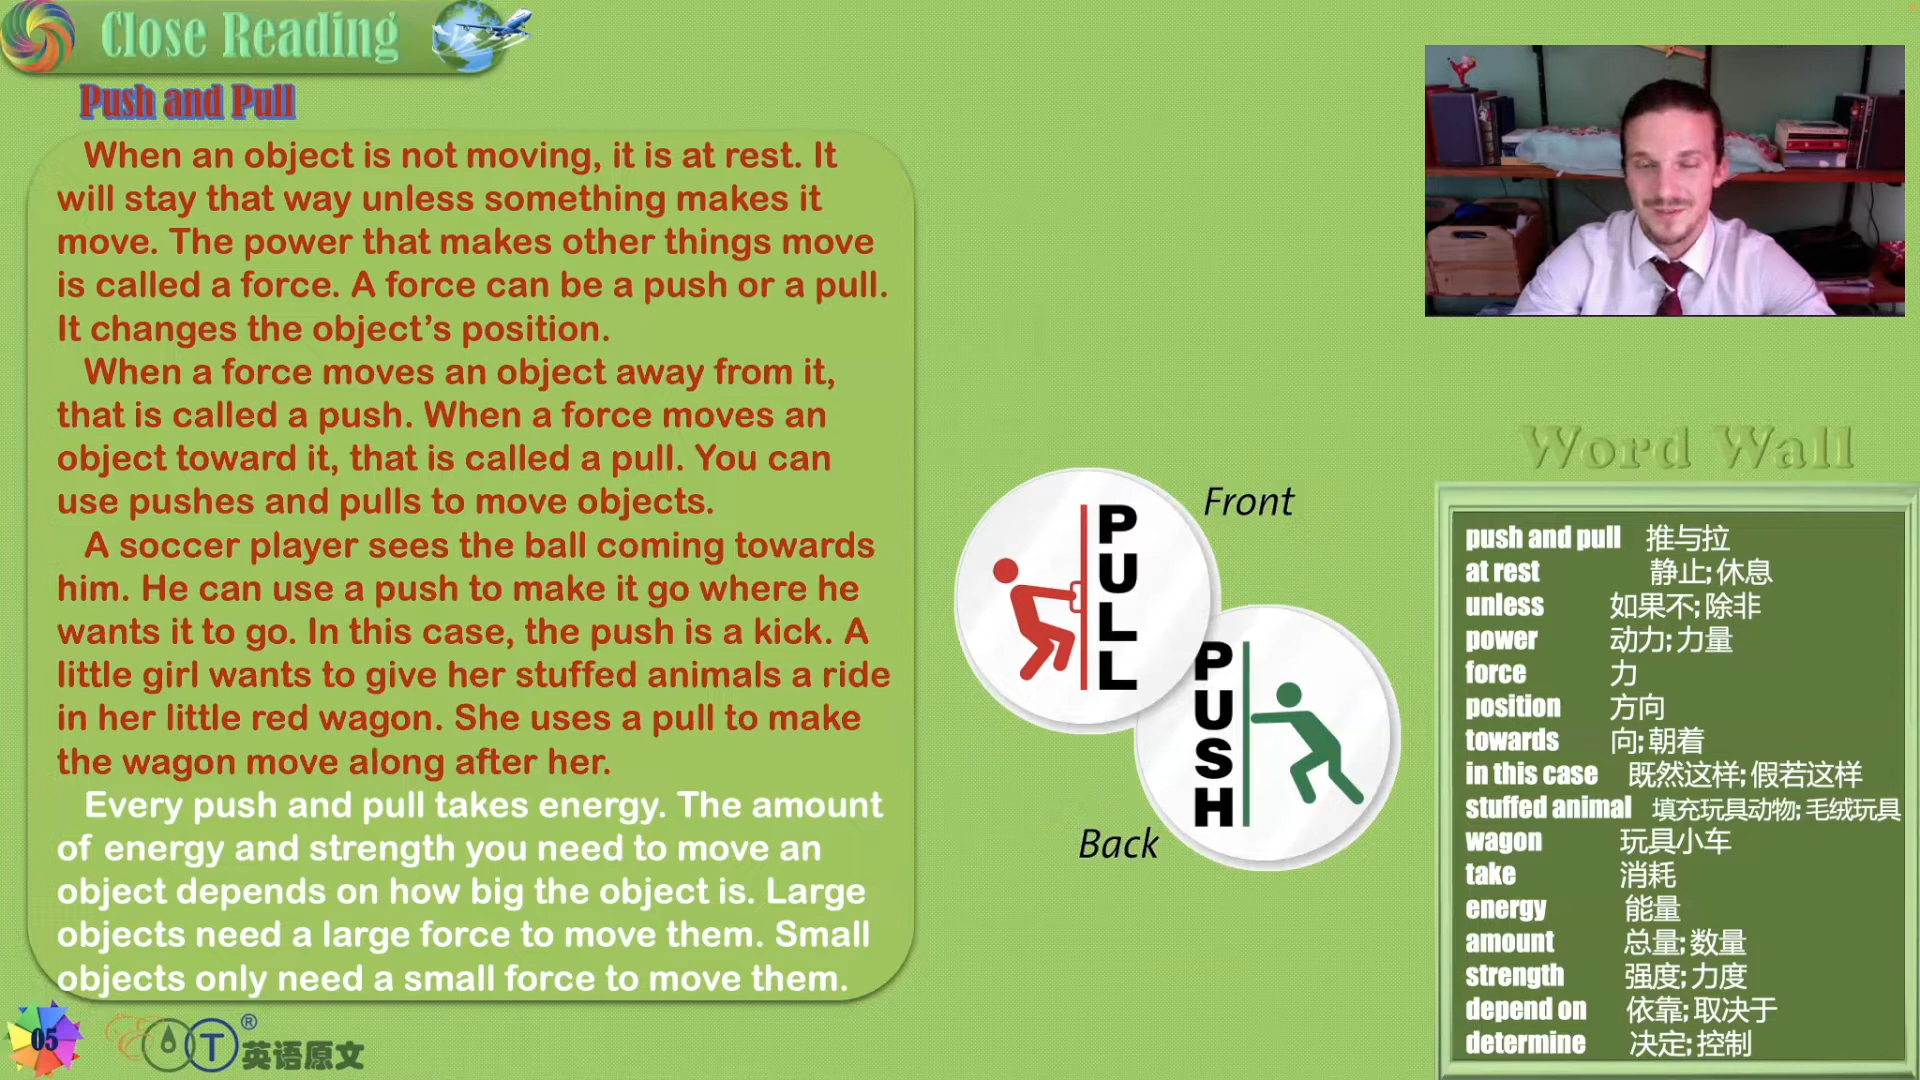 Close Reading
Push and Pull
When an object is not moving, it is at rest. It
will stay that way unless something makes it
move. The power that makes other things move
is called a force. A force can be a push or a pull.
It changes the object's position.
When a force moves an object away from it,
that is called a push. When a force moves an
object toward it, that is called a pull. You can
use pushes and pulls to move objects.
A soccer player sees the ball coming towards
him. He can use a push to make it go where he
wants it to go. In this case, the push is a kick. A
little girl wants to give her stuffed animals a ride
in her little red wagon. She uses a pull to make
the wagon move along after her.
Every push and pull takes energy. The amount
of energy and strength you need to move an
object depends on how big the object is. Large
objects need a large force to move them. Small
objects only need a small force to move them.
05
T®
英语原文
Front
PULL
PUSH
Back
Word Wall
push and pull 推与拉
at rest 静止; 休息
unless 如果不; 除非
power 动力; 力量
force 力
position 方向
towards 向; 朝着
in this case 既然这样; 假若这样
stuffed animal 填充玩具动物; 毛绒玩具
wagon 玩具小车
take 消耗
energy 能量
amount 总量; 数量
strength 强度; 力度
depend on 依靠; 取决于
determine 决定; 控制